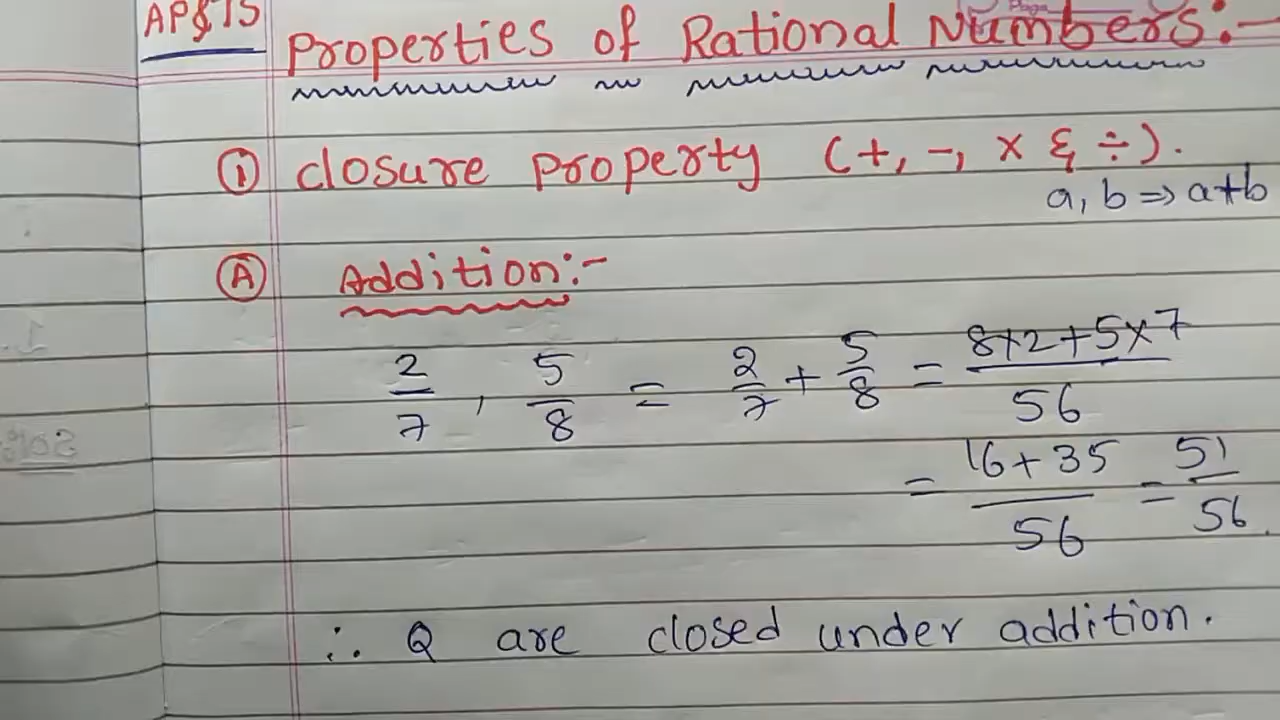 AP & TS
Properties of Rational Numbers:-
① closure property (+, -, × & ÷).
a, b ⇒ a+b
Ⓐ Addition:-
2/7, 5/8 = 2/7 + 5/8 = (8×2+5×7)/56
= (16+35)/56 = 51/56.
∴ Q are closed under addition.